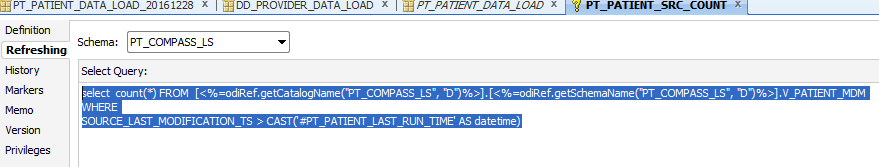 PT_PATIENT_DATA_LOAD_20161228 x DD_PROVIDER_DATA_LOAD x PT_PATIENT_DATA_LOAD x PT_PATIENT_SRC_COUNT x
Definition
Refreshing
History
Markers
Memo
Version
Privileges
Schema: PT_COMPASS_LS
Select Query:
select count(*) FROM [<%=odiRef.getCatalogName("PT_COMPASS_LS", "D")%>].[<%=odiRef.getSchemaName("PT_COMPASS_LS", "D")%>].V_PATIENT_MDM
WHERE
SOURCE_LAST_MODIFICATION_TS > CAST('#PT_PATIENT_LAST_RUN_TIME' AS datetime)